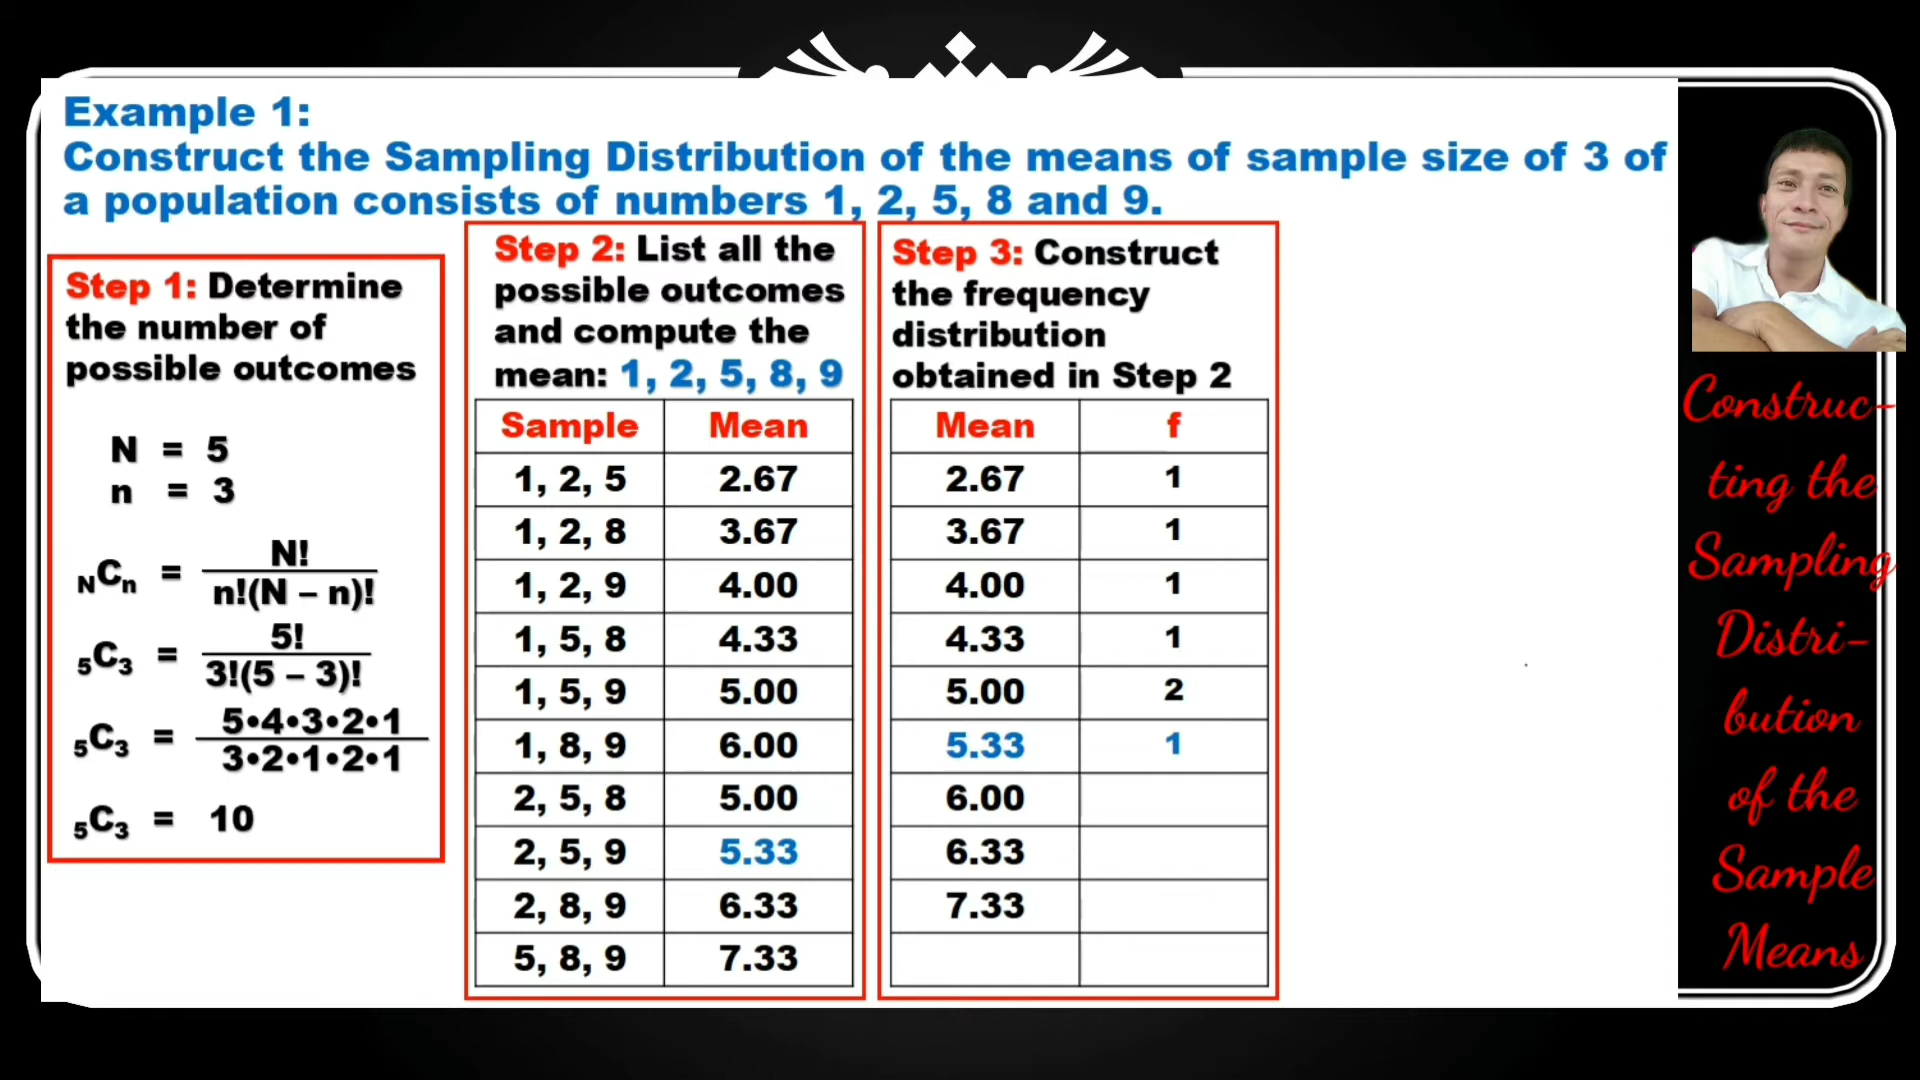 Example 1:
Construct the Sampling Distribution of the means of sample size of 3 of
a population consists of numbers 1, 2, 5, 8 and 9.
Step 1: Determine
the number of
possible outcomes
N = 5
n = 3
NCn = N!
n!(N – n)!
5C3 = 5!
3!(5 – 3)!
5C3 = 5•4•3•2•1
3•2•1•2•1
5C3 = 10
Step 2: List all the
possible outcomes
and compute the
mean: 1, 2, 5, 8, 9
Sample Mean
1, 2, 5 2.67
1, 2, 8 3.67
1, 2, 9 4.00
1, 5, 8 4.33
1, 5, 9 5.00
1, 8, 9 6.00
2, 5, 8 5.00
2, 5, 9 5.33
2, 8, 9 6.33
5, 8, 9 7.33
Step 3: Construct
the frequency
distribution
obtained in Step 2
Mean f
2.67 1
3.67 1
4.00 1
4.33 1
5.00 2
5.33 1
6.00
6.33
7.33
Construc-
ting the
Sampling
Distri-
bution
of the
Sample
Means